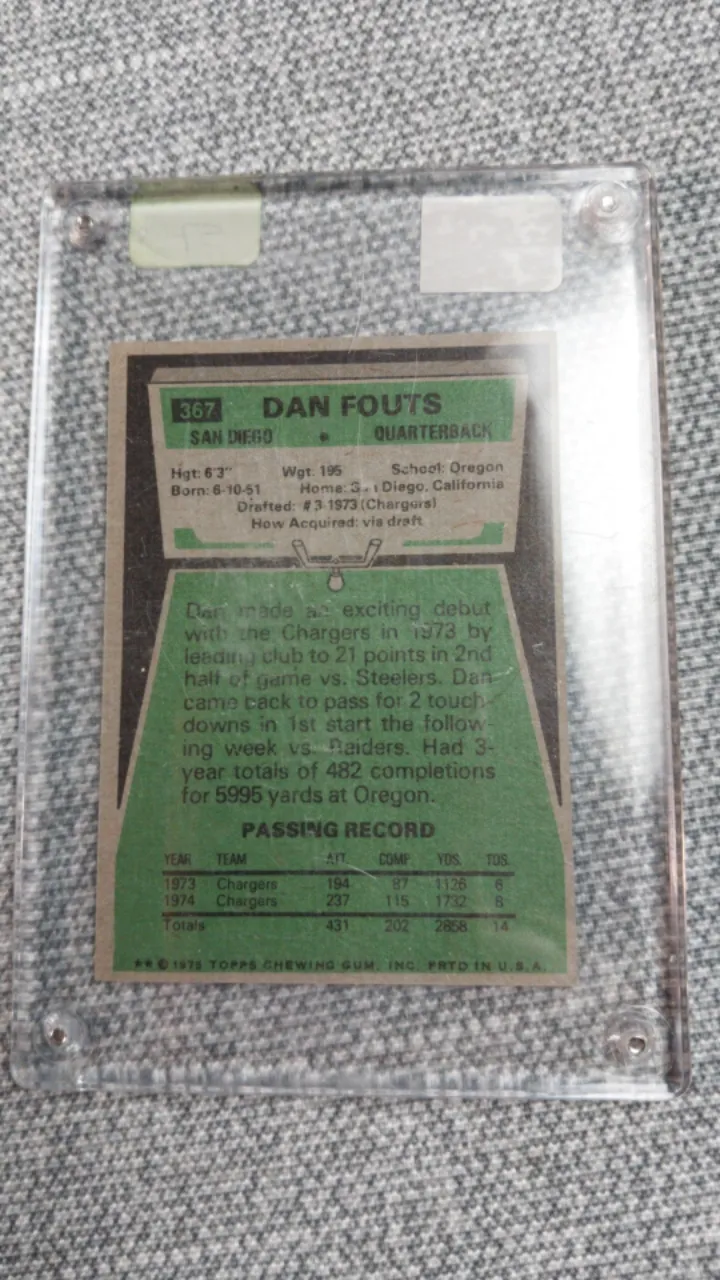 367 DAN FOUTS
SAN DIEGO QUARTERBACK
Hgt: 6'3" Wgt. 195 School: Oregon
Born: 6-10-51 Home: San Diego, California
Drafted: #3 1973 (Chargers)
How Acquired: via draft
Dan made an exciting debut
with the Chargers in 1973 by
leading club to 21 points in 2nd
half of game vs. Steelers. Dan
came back to pass for 2 touch-
downs in 1st start the follow-
ing week vs. Raiders. Had 3-
year totals of 482 completions
for 5995 yards at Oregon.
PASSING RECORD
YEAR TEAM ATT. COMP. YDS. TDS.
1973 Chargers 194 87 1126 6
1974 Chargers 237 115 1732 8
Totals 431 202 2858 14
** © 1975 TOPPS CHEWING GUM, INC. PRTD IN U.S.A.